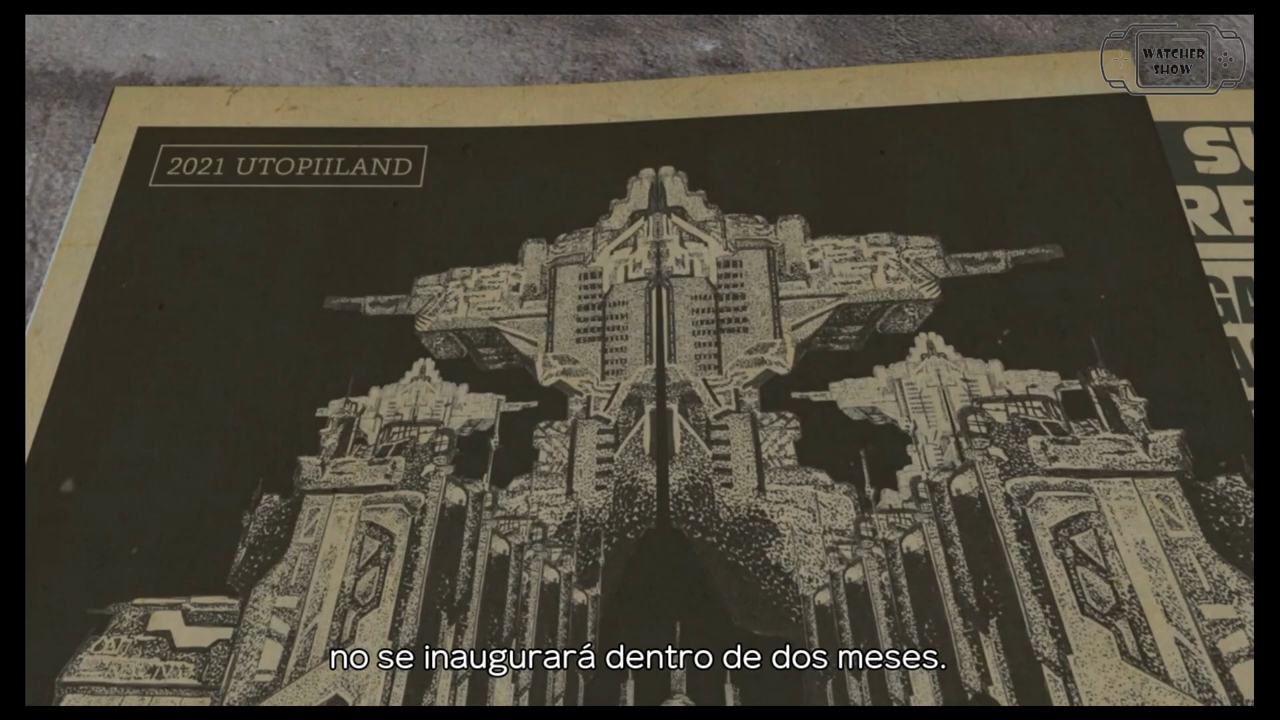 WATCHER
SHOW
2021 UTOPIILAND
no se inaugurará dentro de dos meses.